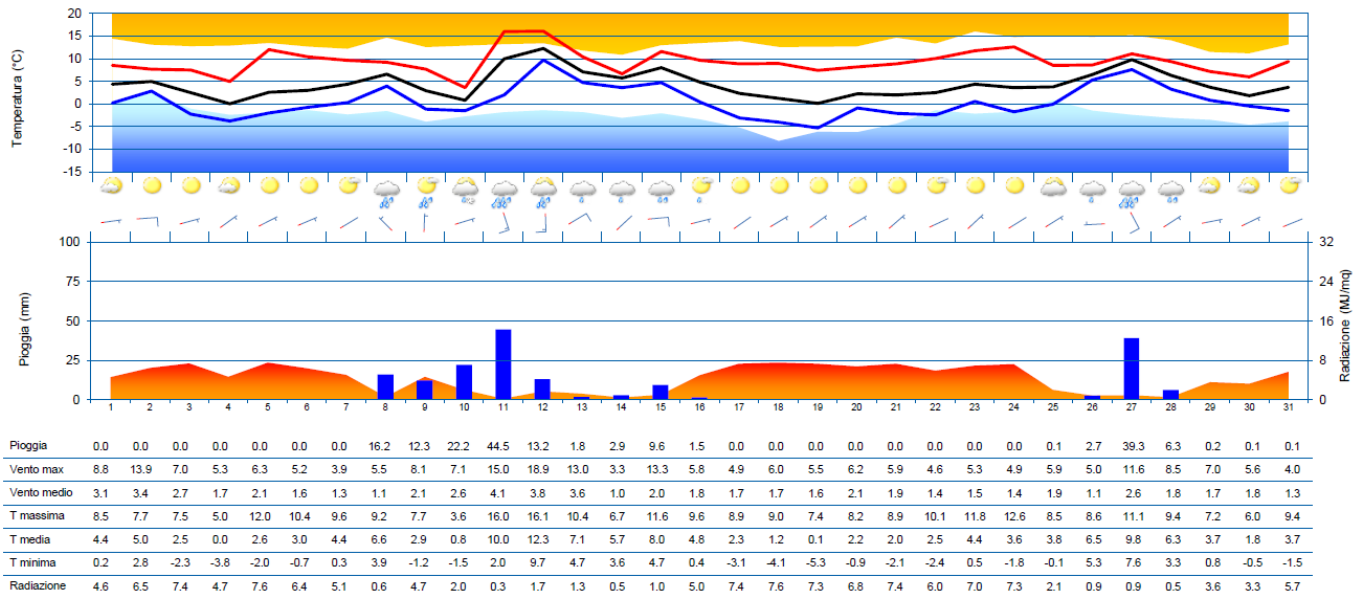 20
15
10
5
0
-5
-10
-15
Temperatura (°C)
100
75
50
25
0
Pioggia (mm)
32
24
16
8
0
Radiazione (MJ/mq)
1 2 3 4 5 6 7 8 9 10 11 12 13 14 15 16 17 18 19 20 21 22 23 24 25 26 27 28 29 30 31
Pioggia 0.0 0.0 0.0 0.0 0.0 0.0 0.0 16.2 12.3 22.2 44.5 13.2 1.8 2.9 9.6 1.5 0.0 0.0 0.0 0.0 0.0 0.0 0.0 0.0 0.1 2.7 39.3 6.3 0.2 0.1 0.1
Vento max 8.8 13.9 7.0 5.3 6.3 5.2 3.9 5.5 8.1 7.1 15.0 18.9 13.0 3.3 13.3 5.8 4.9 6.0 5.5 6.2 5.9 4.6 5.3 4.9 5.9 5.0 11.6 8.5 7.0 5.6 4.0
Vento medio 3.1 3.4 2.7 1.7 2.1 1.6 1.3 1.1 2.1 2.6 4.1 3.8 3.6 1.0 2.0 1.8 1.7 1.7 1.6 2.1 1.9 1.4 1.5 1.4 1.9 1.1 2.6 1.8 1.7 1.8 1.3
T massima 8.5 7.7 7.5 5.0 12.0 10.4 9.6 9.2 7.7 3.6 16.0 16.1 10.4 6.7 11.6 9.6 8.9 9.0 7.4 8.2 8.9 10.1 11.8 12.6 8.5 8.6 11.1 9.4 7.2 6.0 9.4
T media 4.4 5.0 2.5 0.0 2.6 3.0 4.4 6.6 2.9 0.8 10.0 12.3 7.1 5.7 8.0 4.8 2.3 1.2 0.1 2.2 2.0 2.5 4.4 3.6 3.8 6.5 9.8 6.3 3.7 1.8 3.7
T minima 0.2 2.8 -2.3 -3.8 -2.0 -0.7 0.3 3.9 -1.2 -1.5 2.0 9.7 4.7 3.6 4.7 0.4 -3.1 -4.1 -5.3 -0.9 -2.1 -2.4 0.5 -1.8 -0.1 5.3 7.6 3.3 0.8 -0.5 -1.5
Radiazione 4.6 6.5 7.4 4.7 7.6 6.4 5.1 0.6 4.7 2.0 0.3 1.7 1.3 0.5 1.0 5.0 7.4 7.6 7.3 6.8 7.4 6.0 7.0 7.3 2.1 0.9 0.9 0.5 3.6 3.3 5.7